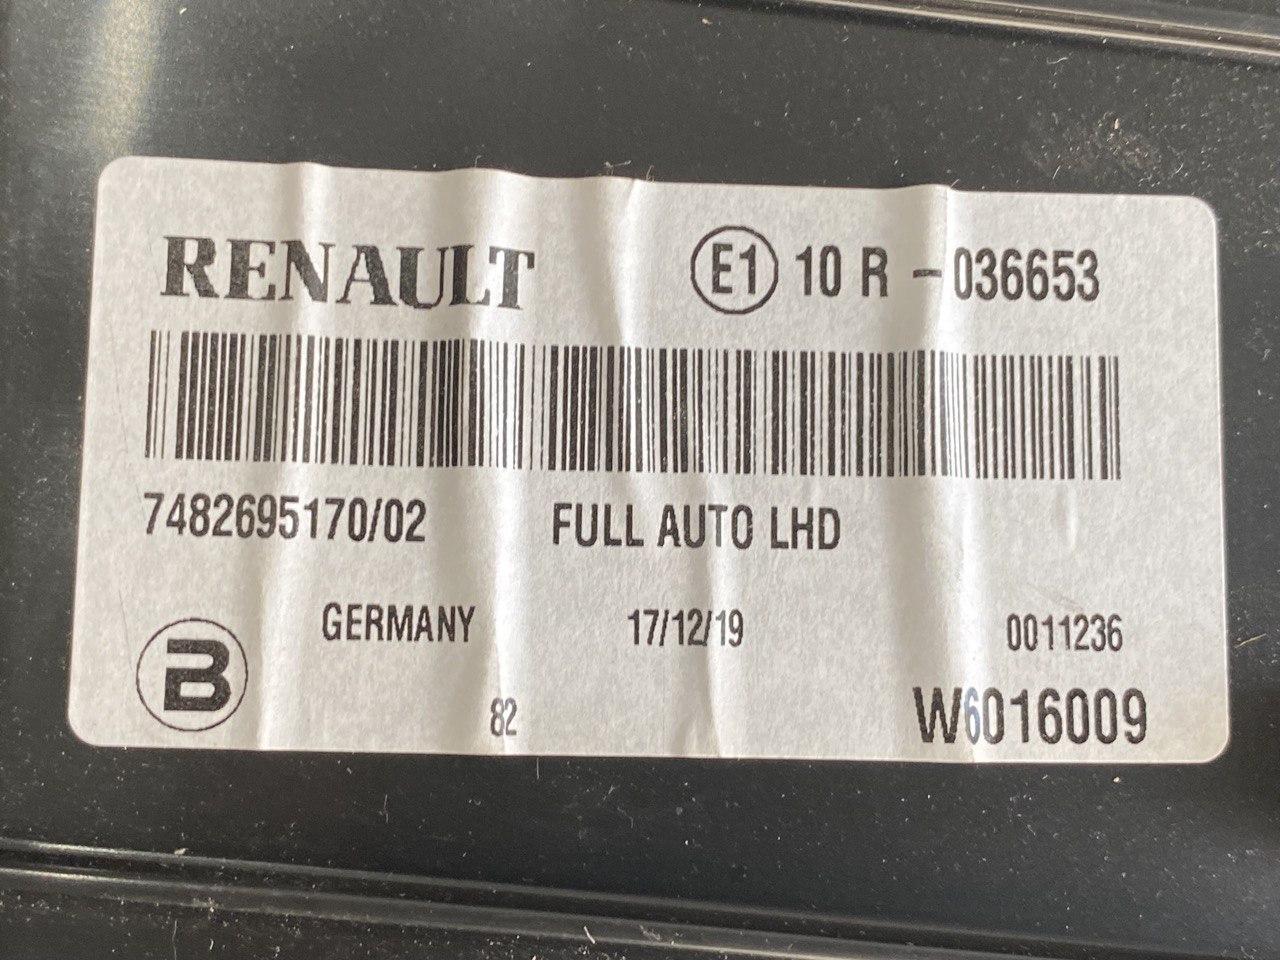 RENAULT E1 10 R - 036653
7482695170/02 FULL AUTO LHD
GERMANY 17/12/19 0011236
B 82 W6016009